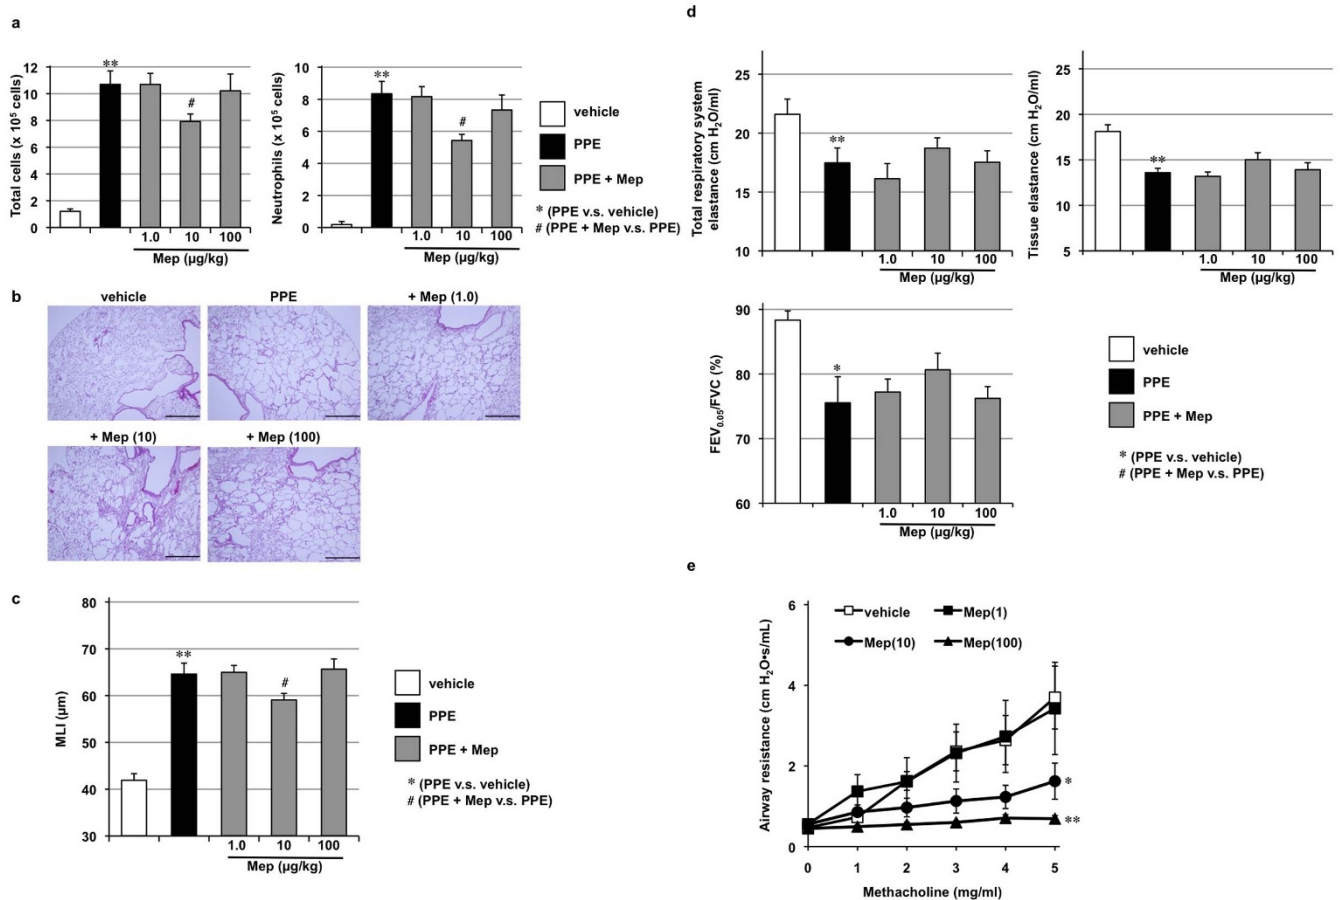 a
Total cells (x 10⁵ cells)
12
10
8
6
4
2
0
**
#
1.0 10 100
Mep (µg/kg)
Neutrophils (x 10⁵ cells)
10
8
6
4
2
0
**
#
1.0 10 100
Mep (µg/kg)
vehicle
PPE
PPE + Mep
* (PPE v.s. vehicle)
# (PPE + Mep v.s. PPE)
b
vehicle PPE + Mep (1.0)
+ Mep (10) + Mep (100)
c
MLI (µm)
80
70
60
50
40
30
**
#
1.0 10 100
Mep (µg/kg)
vehicle
PPE
PPE + Mep
* (PPE v.s. vehicle)
# (PPE + Mep v.s. PPE)
d
Total respiratory system
elastance (cm H₂O/ml)
25
20
15
10
**
1.0 10 100
Mep (µg/kg)
Tissue elastance (cm H₂O/ml)
25
20
15
10
5
**
1.0 10 100
Mep (µg/kg)
FEV₀.₀₅/FVC (%)
90
80
70
60
*
1.0 10 100
Mep (µg/kg)
vehicle
PPE
PPE + Mep
* (PPE v.s. vehicle)
# (PPE + Mep v.s. PPE)
e
Airway resistance (cm H₂O•s/mL)
6
4
2
0
vehicle Mep(1)
Mep(10) Mep(100)
*
**
0 1 2 3 4 5
Methacholine (mg/ml)